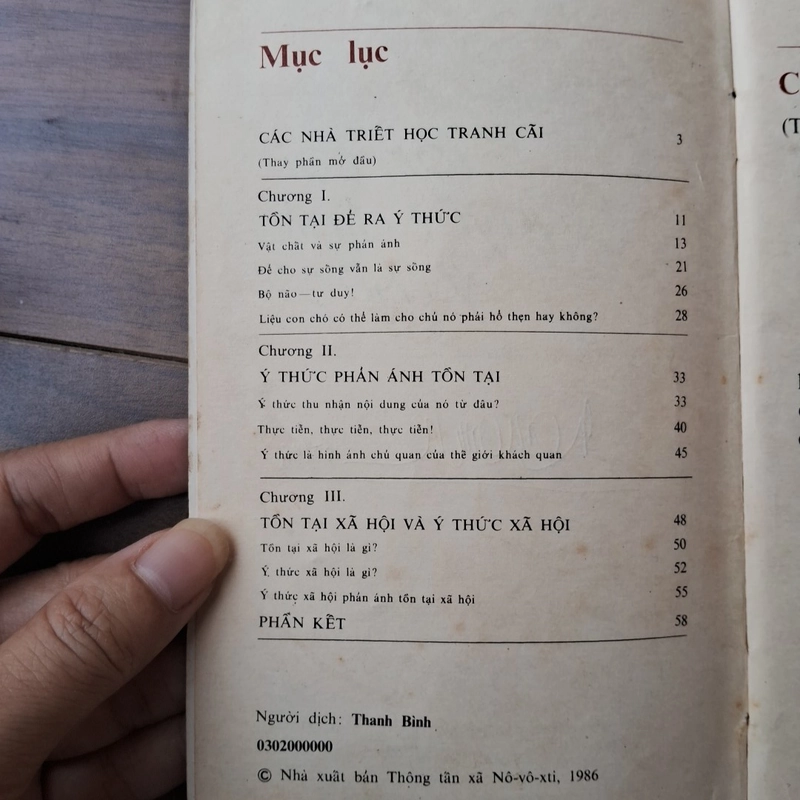 Mục lục
CÁC NHÀ TRIẾT HỌC TRANH CÃI 3
(Thay phần mở đầu)
Chương I.
TỒN TẠI ĐẺ RA Ý THỨC 11
Vật chất và sự phản ánh 13
Để cho sự sống vẫn là sự sống 21
Bộ não — tư duy! 26
Liệu con chó có thể làm cho chủ nó phải hổ thẹn hay không? 28
Chương II.
Ý THỨC PHẢN ÁNH TỒN TẠI 33
Ý thức thu nhận nội dung của nó từ đâu? 33
Thực tiễn, thực tiễn, thực tiễn! 40
Ý thức là hình ảnh chủ quan của thế giới khách quan 45
Chương III.
TỒN TẠI XÃ HỘI VÀ Ý THỨC XÃ HỘI 48
Tồn tại xã hội là gì? 50
Ý thức xã hội là gì? 52
Ý thức xã hội phản ánh tồn tại xã hội 55
PHẦN KẾT 58
Người dịch: Thanh Bình
0302000000
© Nhà xuất bản Thông tấn xã Nô-vô-xti, 1986
C
(T